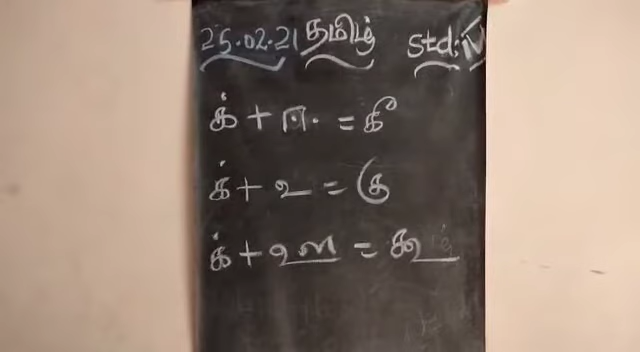 25.02.21 தமிழ் Std: IV
க் + ஈ = கீ
க் + உ = கு
க் + ஊ = கூ